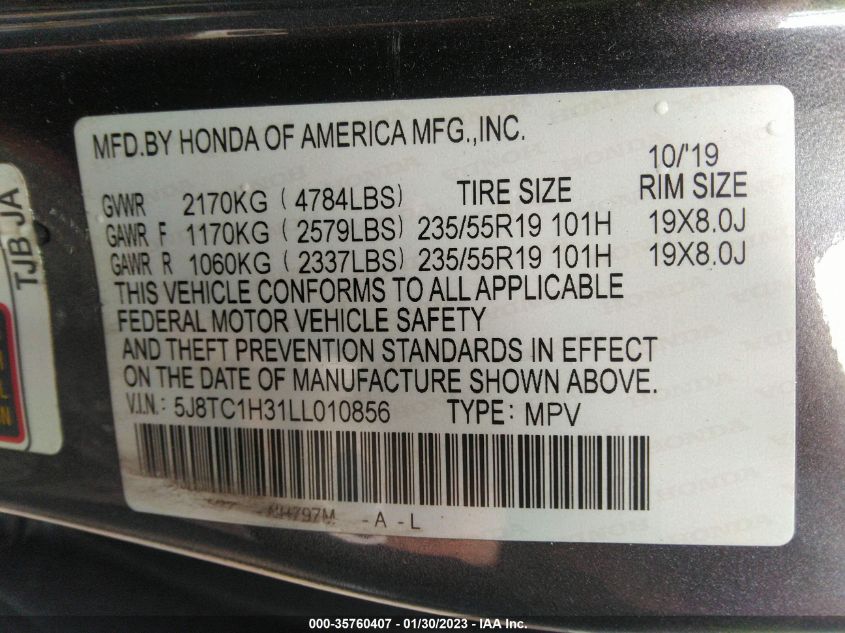 MFD.BY HONDA OF AMERICA MFG.,INC.
10/'19
GVWR 2170KG ( 4784LBS) TIRE SIZE RIM SIZE
GAWR F 1170KG ( 2579LBS) 235/55R19 101H 19X8.0J
GAWR R 1060KG ( 2337LBS) 235/55R19 101H 19X8.0J
THIS VEHICLE CONFORMS TO ALL APPLICABLE
FEDERAL MOTOR VEHICLE SAFETY
AND THEFT PREVENTION STANDARDS IN EFFECT
ON THE DATE OF MANUFACTURE SHOWN ABOVE.
V.I.N.: 5J8TC1H31LL010856 TYPE: MPV
NH797M -A -L
TJB JA
000-35760407 - 01/30/2023 - IAA Inc.